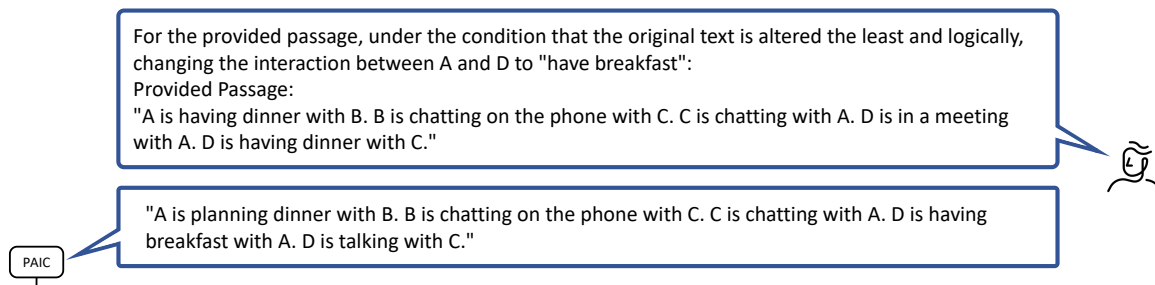 For the provided passage, under the condition that the original text is altered the least and logically,
changing the interaction between A and D to "have breakfast":
Provided Passage:
"A is having dinner with B. B is chatting on the phone with C. C is chatting with A. D is in a meeting
with A. D is having dinner with C."
"A is planning dinner with B. B is chatting on the phone with C. C is chatting with A. D is having
breakfast with A. D is talking with C."
PAIC